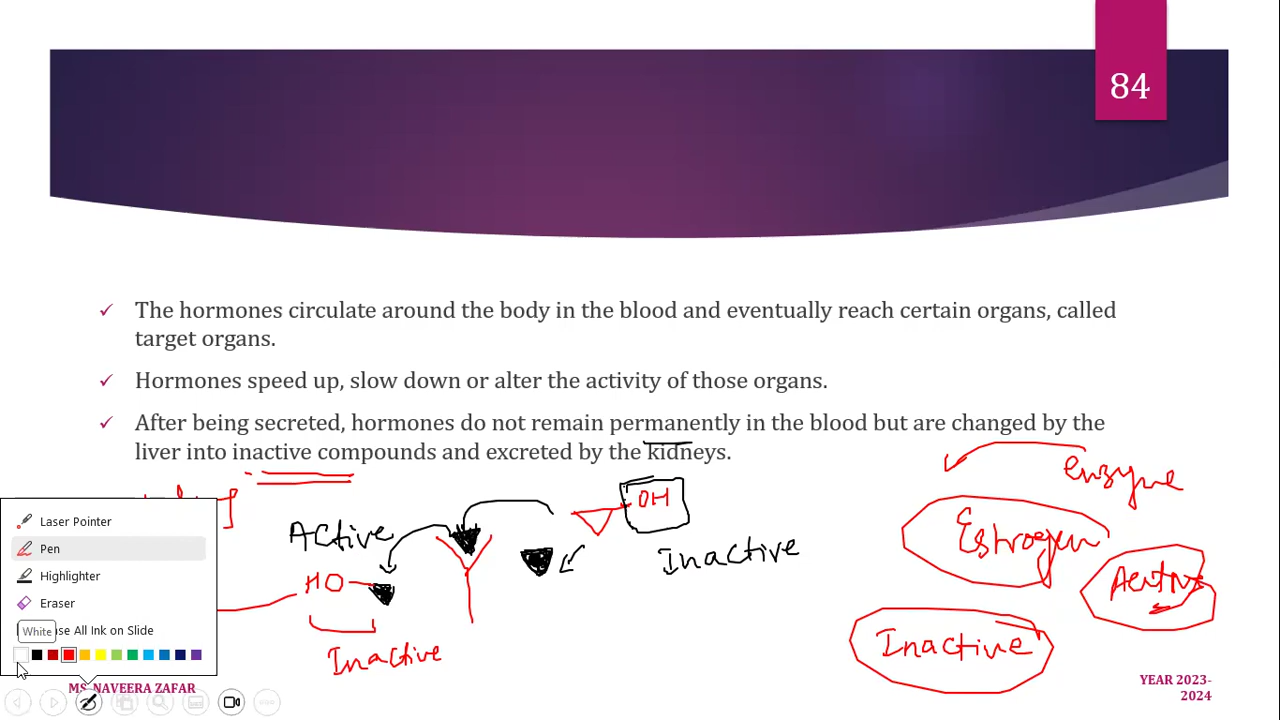 84
The hormones circulate around the body in the blood and eventually reach certain organs, called
target organs.
Hormones speed up, slow down or alter the activity of those organs.
After being secreted, hormones do not remain permanently in the blood but are changed by the
liver into inactive compounds and excreted by the kidneys.
enzyme
OH
Active
Estrogen
Inactive
Active
HO
Inactive
Inactive
Laser Pointer
Pen
Highlighter
Eraser
se All Ink on Slide
White
MS NAVEERA ZAFAR
YEAR 2023-
2024